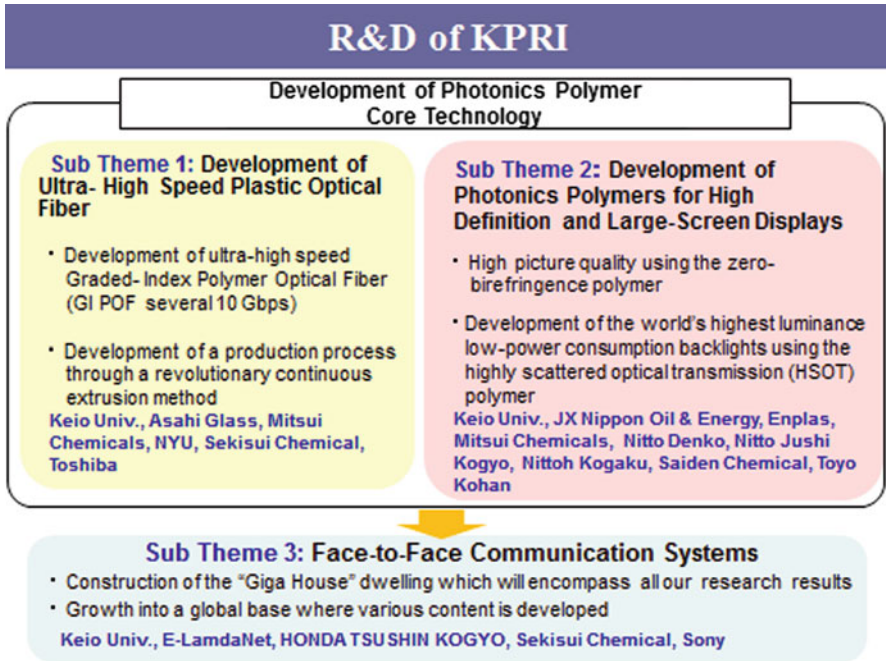 R&D of KPRI
Development of Photonics Polymer
Core Technology
Sub Theme 1: Development of
Ultra- High Speed Plastic Optical
Fiber
・ Development of ultra-high speed
Graded- Index Polymer Optical Fiber
(GI POF several 10 Gbps)
・ Development of a production process
through a revolutionary continuous
extrusion method
Keio Univ., Asahi Glass, Mitsui
Chemicals, NYU, Sekisui Chemical,
Toshiba
Sub Theme 2: Development of
Photonics Polymers for High
Definition and Large-Screen Displays
・ High picture quality using the zero-
birefringence polymer
・ Development of the world's highest luminance
low-power consumption backlights using the
highly scattered optical transmission (HSOT)
polymer
Keio Univ., JX Nippon Oil & Energy, Enplas,
Mitsui Chemicals, Nitto Denko, Nitto Jushi
Kogyo, Nittoh Kogaku, Saiden Chemical, Toyo
Kohan
Sub Theme 3: Face-to-Face Communication Systems
・ Construction of the “Giga House” dwelling which will encompass all our research results
・ Growth into a global base where various content is developed
Keio Univ., E-LamdaNet, HONDA TSUSHIN KOGYO, Sekisui Chemical, Sony